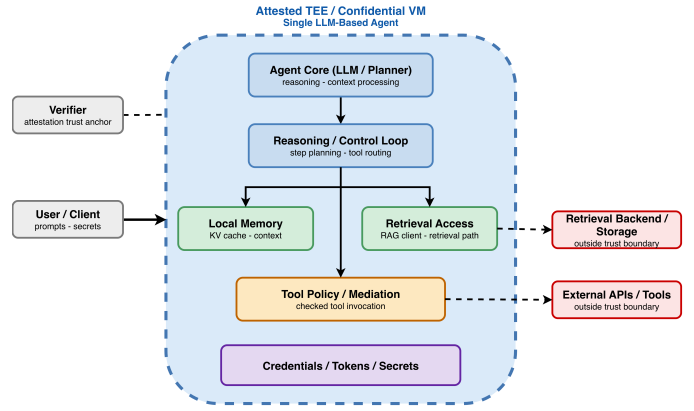 Attested TEE / Confidential VM
Single LLM-Based Agent
Agent Core (LLM / Planner)
reasoning - context processing
Verifier
attestation trust anchor
Reasoning / Control Loop
step planning - tool routing
User / Client
prompts - secrets
Local Memory
KV cache - context
Retrieval Access
RAG client - retrieval path
Retrieval Backend /
Storage
outside trust boundary
Tool Policy / Mediation
checked tool invocation
External APIs / Tools
outside trust boundary
Credentials / Tokens / Secrets